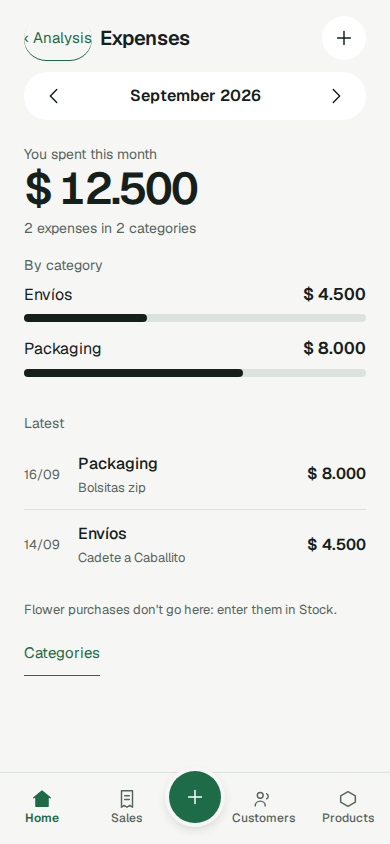 ‹ Analysis Expenses
September 2026
You spent this month
$ 12.500
2 expenses in 2 categories
By category
Envíos $ 4.500
Packaging $ 8.000
Latest
16/09 Packaging $ 8.000
Bolsitas zip
14/09 Envíos $ 4.500
Cadete a Caballito
Flower purchases don't go here: enter them in Stock.
Categories
Home Sales Customers Products